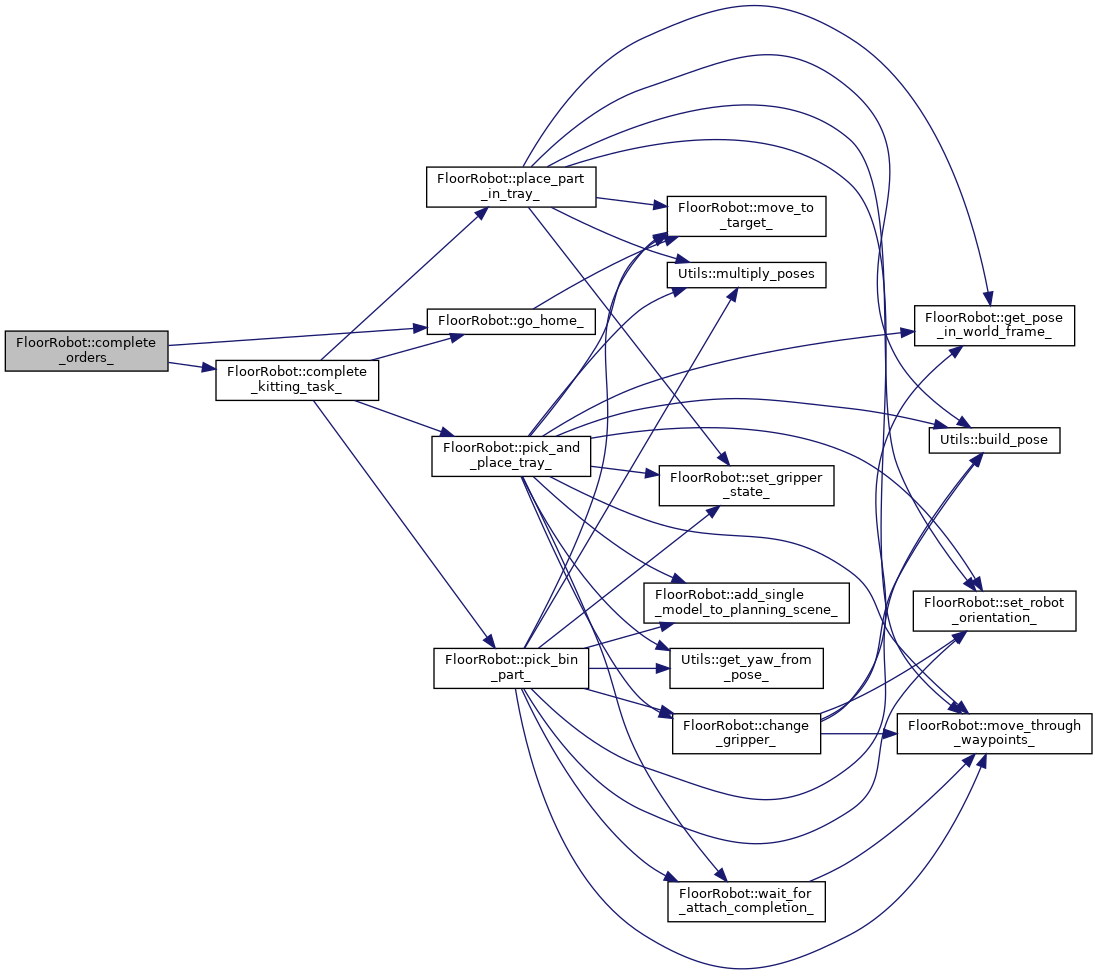 FloorRobot::complete
_orders_
FloorRobot::complete
_kitting_task_
FloorRobot::place_part
_in_tray_
FloorRobot::go_home_
FloorRobot::pick_and
_place_tray_
FloorRobot::pick_bin
_part_
FloorRobot::move_to
_target_
Utils::multiply_poses
FloorRobot::set_gripper
_state_
FloorRobot::add_single
_model_to_planning_scene_
Utils::get_yaw_from
_pose_
FloorRobot::change
_gripper_
FloorRobot::wait_for
_attach_completion_
FloorRobot::get_pose
_in_world_frame_
Utils::build_pose
FloorRobot::set_robot
_orientation_
FloorRobot::move_through
_waypoints_